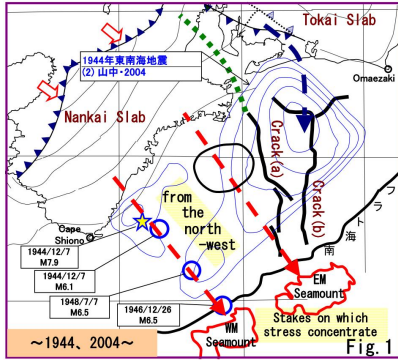 Tokai Slab
1944年東南海地震
(2) 山中・2004
Omaezaki
Nankai Slab
Crack(a)
Crack(b)
from
the
north
-west
Cape
Shiono
1944/12/7
M7.9
1944/12/7
M6.1
1948/7/7
M6.5
1946/12/26
M6.5
南海トラフ
EM
Seamount
WM
Seamount
Stakes on which
stress concentrate
～1944、2004～
Fig.1